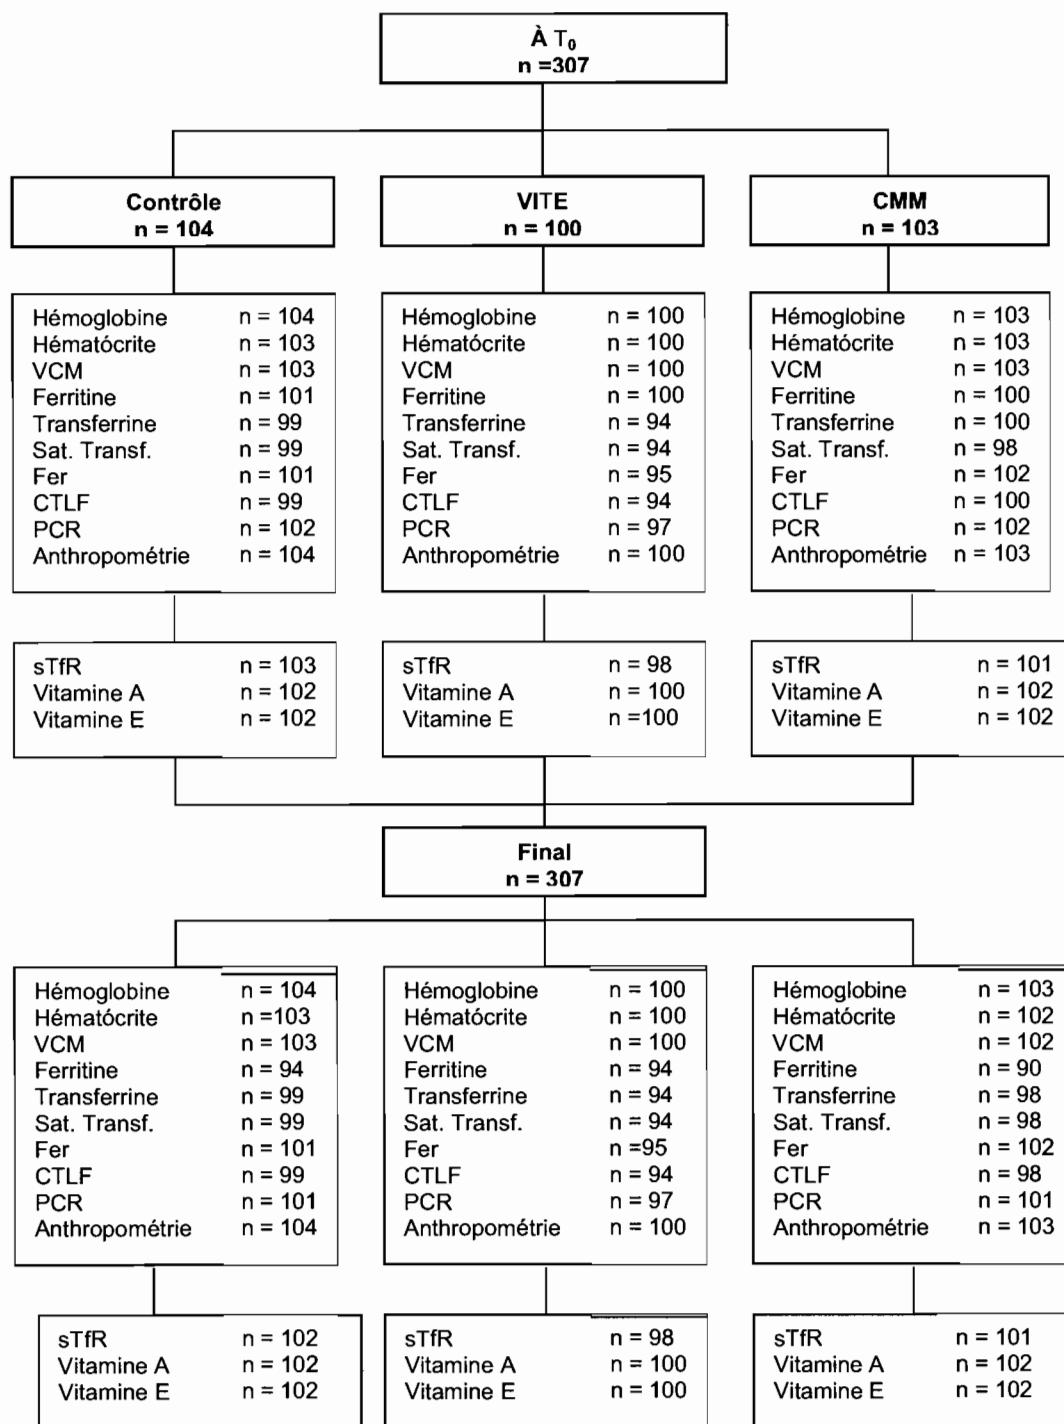 À T₀
n =307
Contrôle
n = 104
VITE
n = 100
CMM
n = 103
Hémoglobine n = 104
Hématócrite n = 103
VCM n = 103
Ferritine n = 101
Transferrine n = 99
Sat. Transf. n = 99
Fer n = 101
CTLF n = 99
PCR n = 102
Anthropométrie n = 104
Hémoglobine n = 100
Hématócrite n = 100
VCM n = 100
Ferritine n = 100
Transferrine n = 94
Sat. Transf. n = 94
Fer n = 95
CTLF n = 94
PCR n = 97
Anthropométrie n = 100
Hémoglobine n = 103
Hématócrite n = 103
VCM n = 103
Ferritine n = 100
Transferrine n = 100
Sat. Transf. n = 98
Fer n = 102
CTLF n = 100
PCR n = 102
Anthropométrie n = 103
sTfR n = 103
Vitamine A n = 102
Vitamine E n = 102
sTfR n = 98
Vitamine A n = 100
Vitamine E n =100
sTfR n = 101
Vitamine A n = 102
Vitamine E n = 102
Final
n = 307
Hémoglobine n = 104
Hématócrite n =103
VCM n = 103
Ferritine n = 94
Transferrine n = 99
Sat. Transf. n = 99
Fer n = 101
CTLF n = 99
PCR n = 101
Anthropométrie n = 104
Hémoglobine n = 100
Hématócrite n = 100
VCM n = 100
Ferritine n = 94
Transferrine n = 94
Sat. Transf. n = 94
Fer n =95
CTLF n = 94
PCR n = 97
Anthropométrie n = 100
Hémoglobine n = 103
Hématócrite n = 102
VCM n = 102
Ferritine n = 90
Transferrine n = 98
Sat. Transf. n = 98
Fer n = 102
CTLF n = 98
PCR n = 101
Anthropométrie n = 103
sTfR n = 102
Vitamine A n = 102
Vitamine E n = 102
sTfR n = 98
Vitamine A n = 100
Vitamine E n = 100
sTfR n = 101
Vitamine A n = 102
Vitamine E n = 102